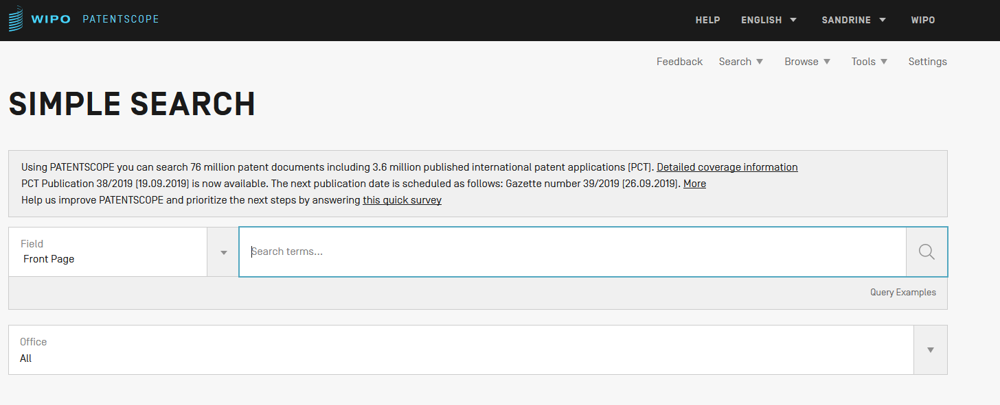 WIPO PATENTSCOPE
HELP ENGLISH SANDRINE WIPO
Feedback Search Browse Tools Settings
SIMPLE SEARCH
Using PATENTSCOPE you can search 76 million patent documents including 3.6 million published international patent applications (PCT). Detailed coverage information
PCT Publication 38/2019 (19.09.2019) is now available. The next publication date is scheduled as follows: Gazette number 39/2019 (26.09.2019). More
Help us improve PATENTSCOPE and prioritize the next steps by answering this quick survey
Field
Front Page
Search terms...
Query Examples
Office
All